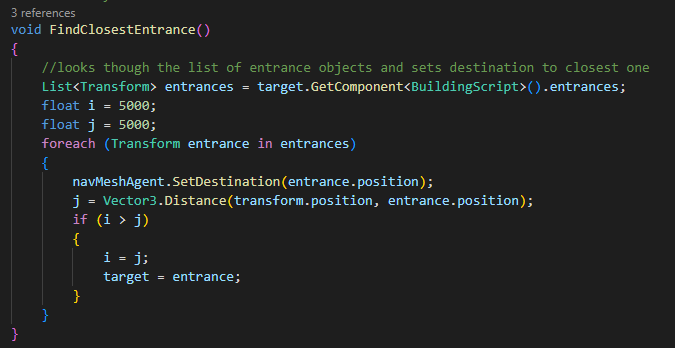 3 references
void FindClosestEntrance()
{
//looks though the list of entrance objects and sets destination to closest one
List<Transform> entrances = target.GetComponent<BuildingScript>().entrances;
float i = 5000;
float j = 5000;
foreach (Transform entrance in entrances)
{
navMeshAgent.SetDestination(entrance.position);
j = Vector3.Distance(transform.position, entrance.position);
if (i > j)
{
i = j;
target = entrance;
}
}
}